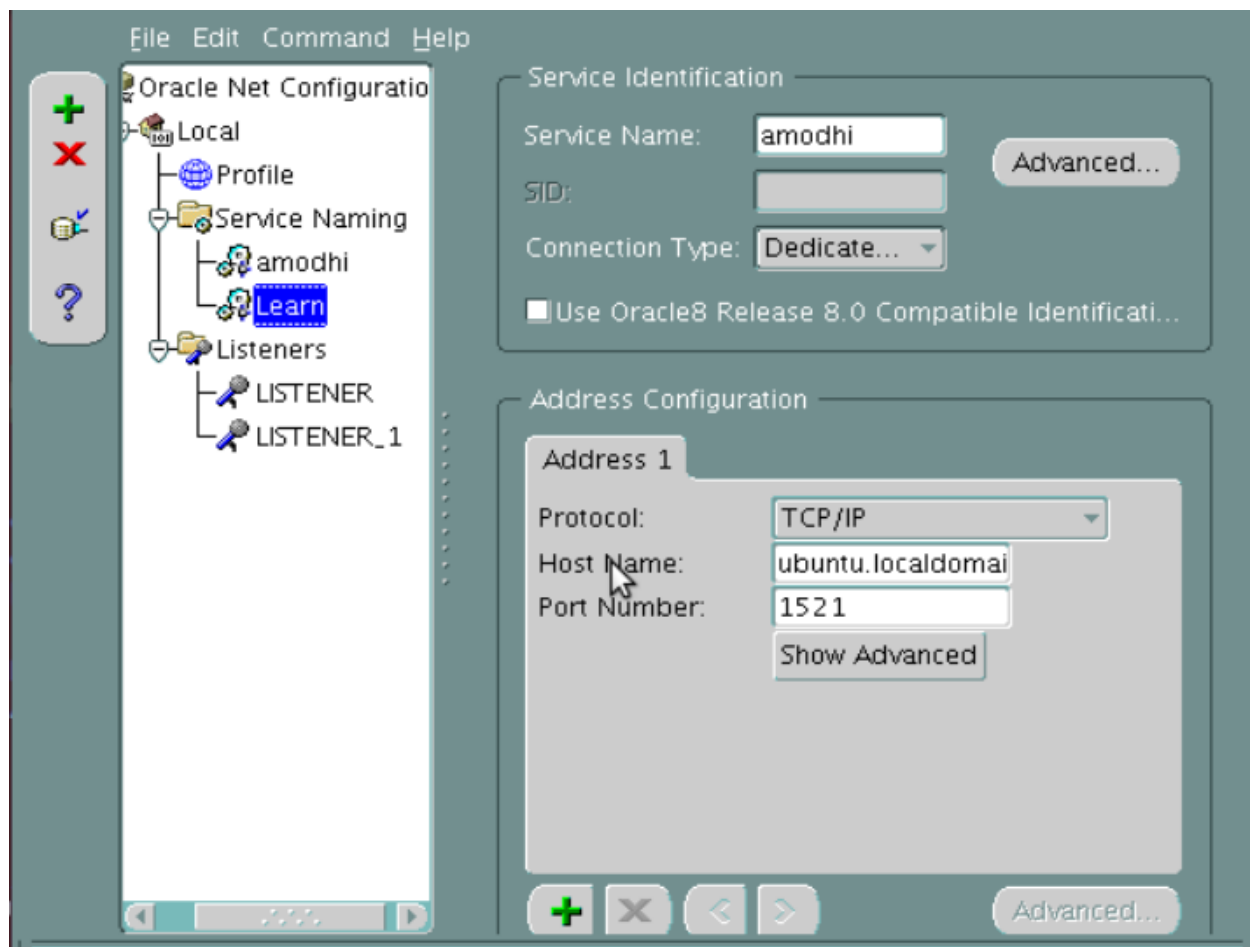 File Edit Command Help
Oracle Net Configuratio
Local
Profile
Service Naming
amodhi
Learn
Listeners
LISTENER
LISTENER_1
Service Identification
Service Name: amodhi
Advanced...
SID:
Connection Type: Dedicate...
Use Oracle8 Release 8.0 Compatible Identificati...
Address Configuration
Address 1
Protocol: TCP/IP
Host Name: ubuntu.localdomai
Port Number: 1521
Show Advanced
Advanced...